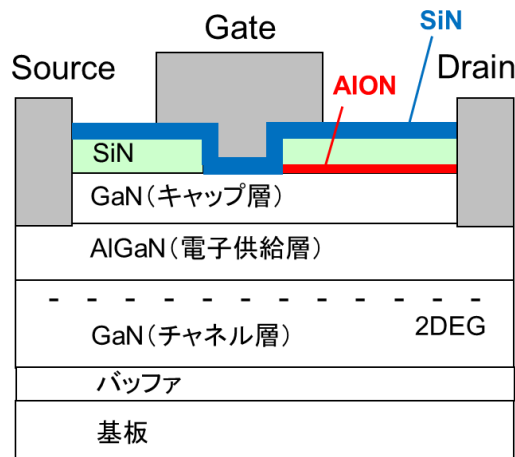 Gate
SiN
Source
AlON
Drain
SiN
GaN（キャップ層）
AlGaN（電子供給層）
2DEG
GaN（チャネル層）
バッファ
基板